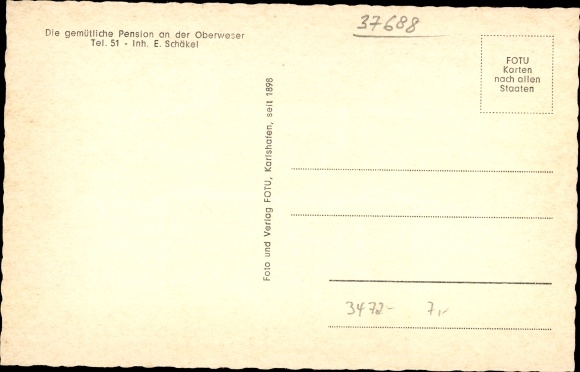 Die gemütliche Pension an der Oberweser
Tel. 51 - Inh. E. Schäkel
37688
FOTU
Karten
nach allen
Staaten
Foto und Verlag FOTU, Karlshafen, seit 1898
3472- 7,-